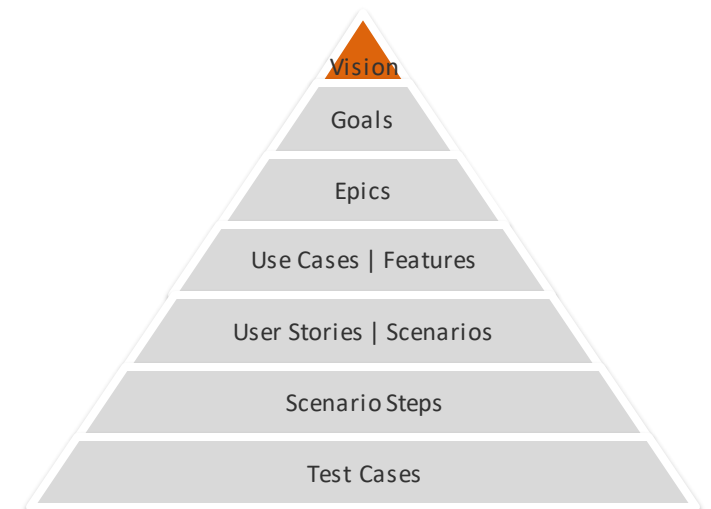 Vision
Goals
Epics
Use Cases | Features
User Stories | Scenarios
Scenario Steps
Test Cases